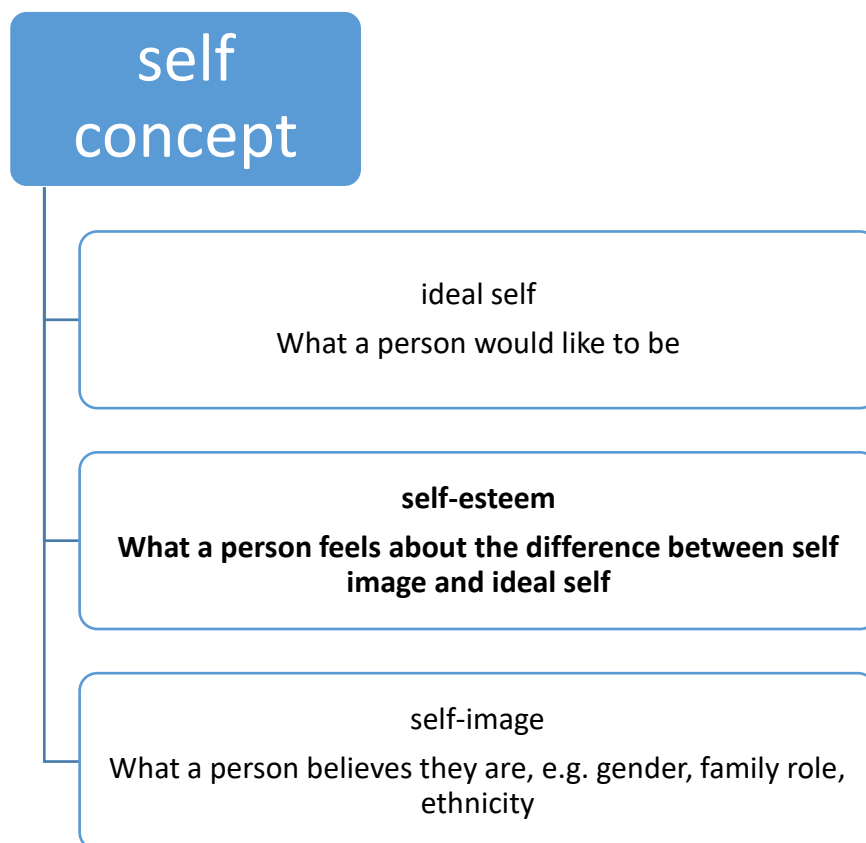 self
concept
ideal self
What a person would like to be
self-esteem
What a person feels about the difference between self
image and ideal self
self-image
What a person believes they are, e.g. gender, family role,
ethnicity